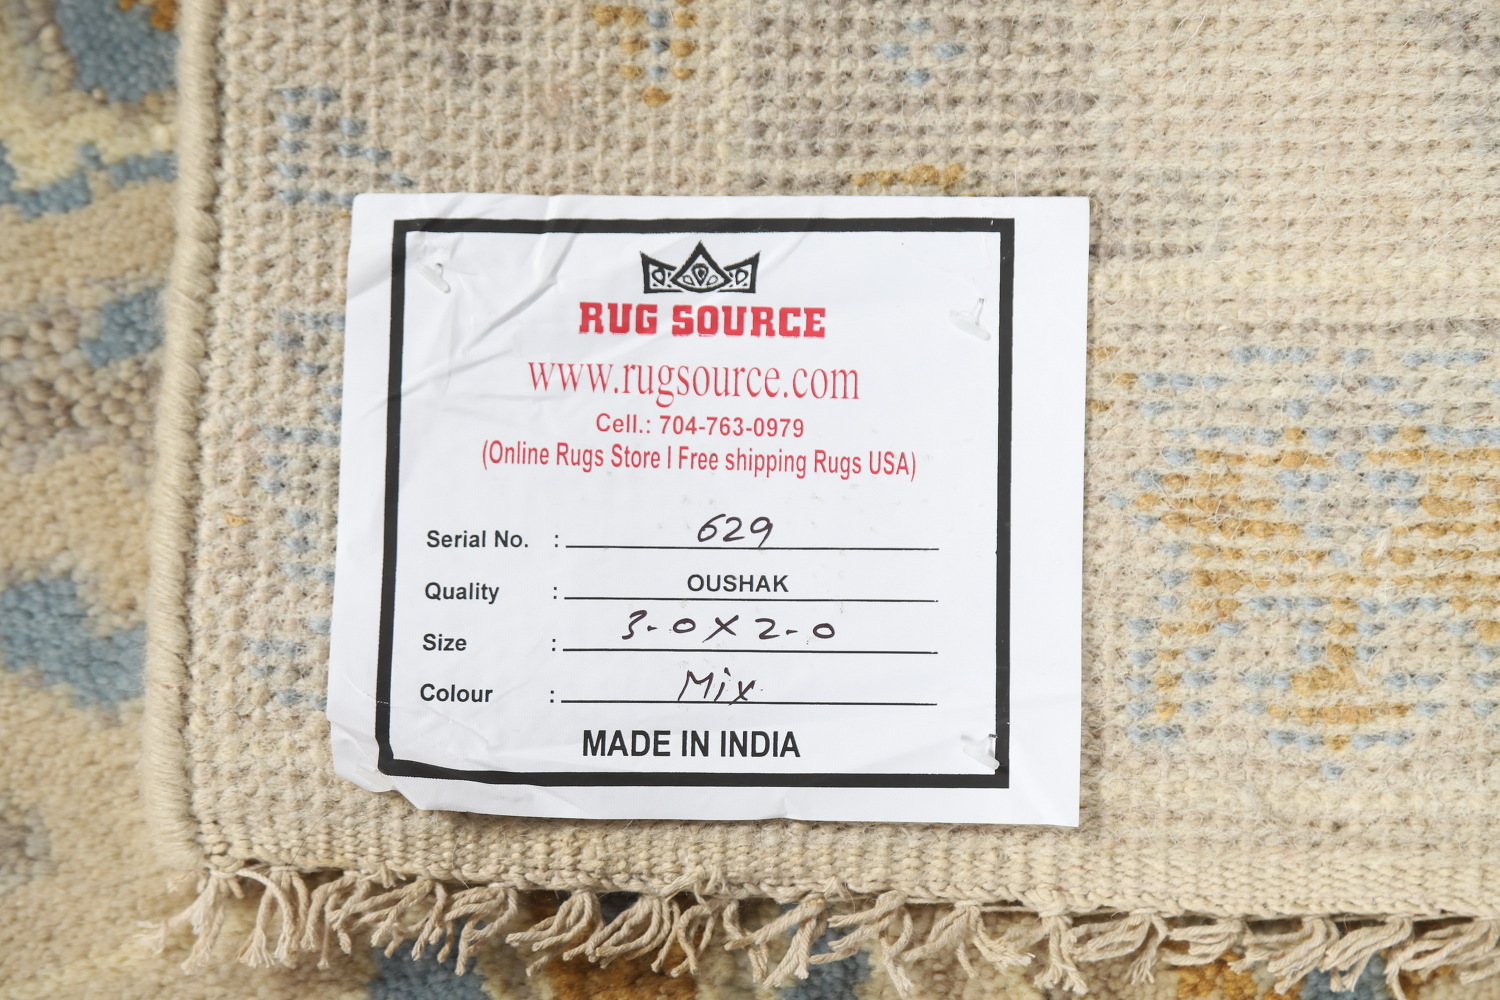 RUG SOURCE
www.rugsource.com
Cell.: 704-763-0979
(Online Rugs Store I Free shipping Rugs USA)
Serial No. : 629
Quality : OUSHAK
Size : 3-0X2-0
Colour : Mix
MADE IN INDIA